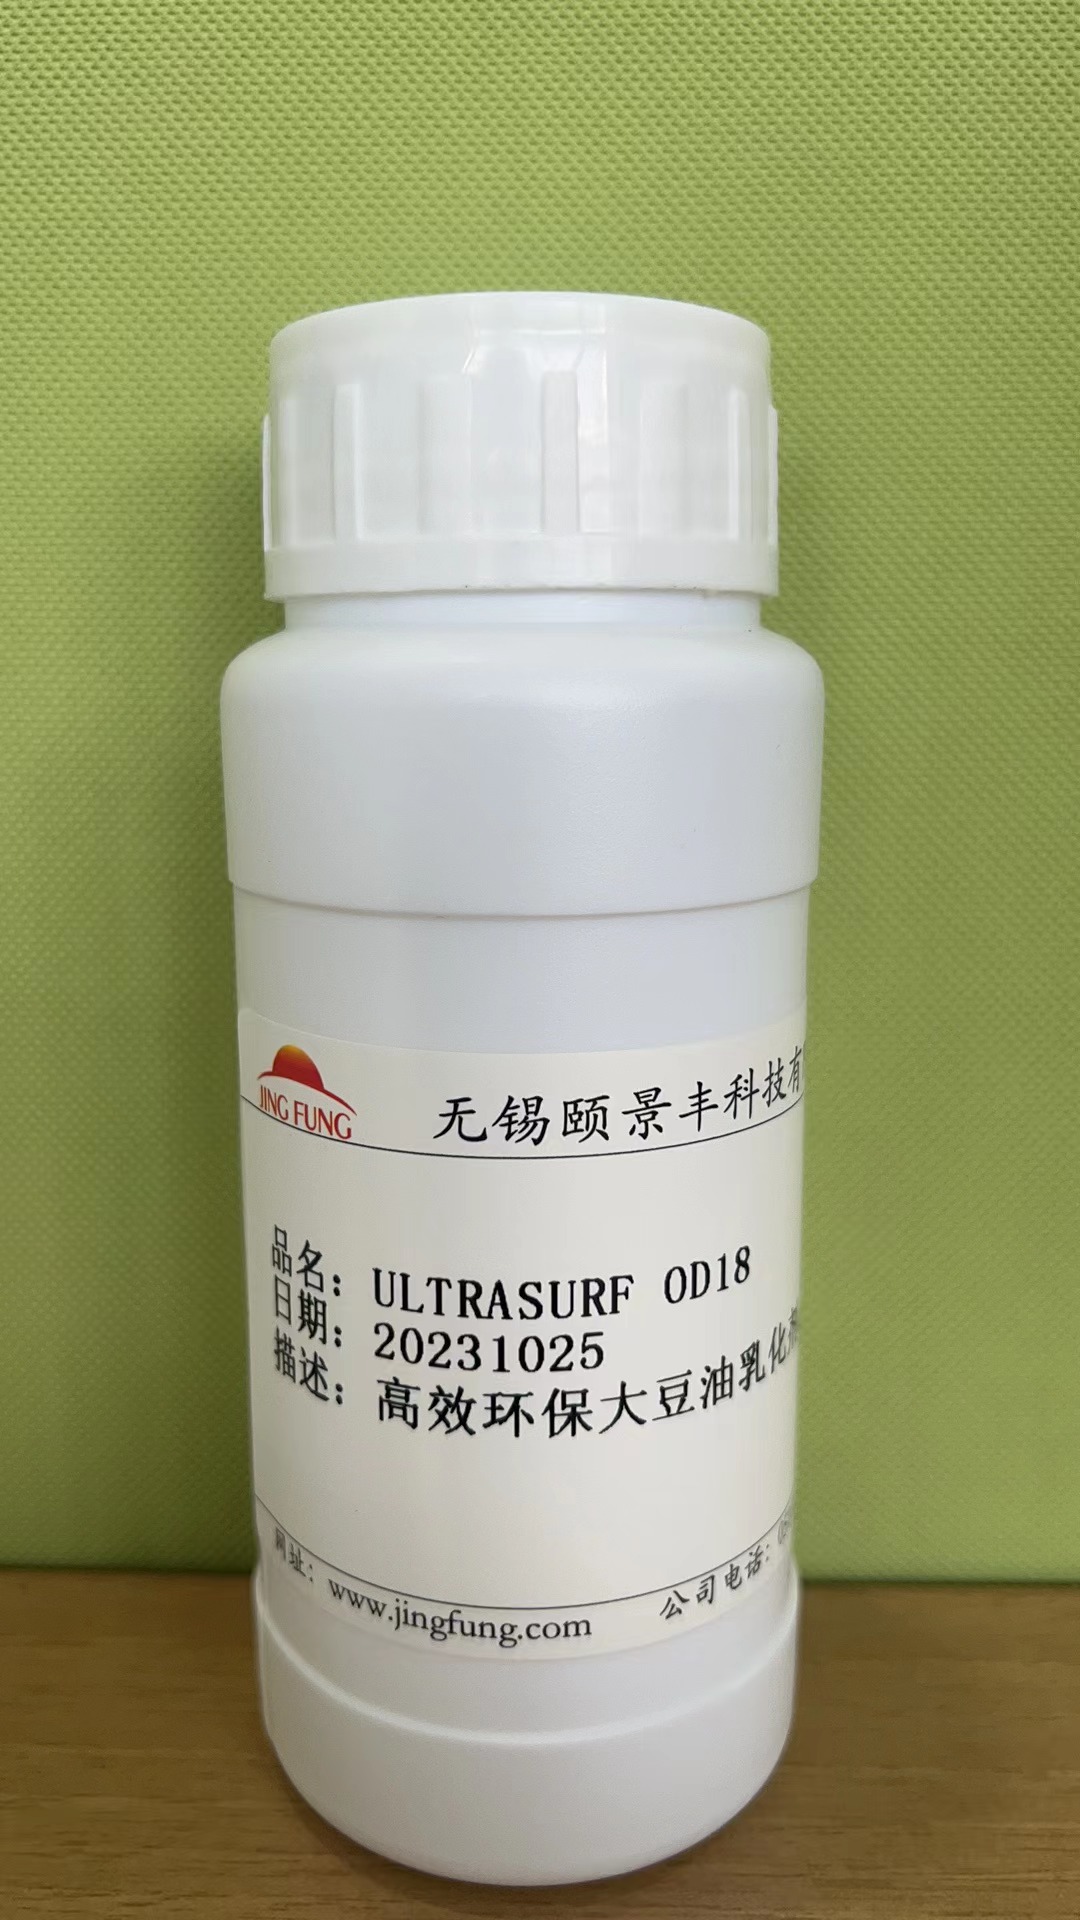 JING FUNG
无锡颐景丰科技有
品名：ULTRASURF OD18
日期：20231025
描述：高效环保大豆油乳化剂
网址：www.jingfung.com
公司电话：